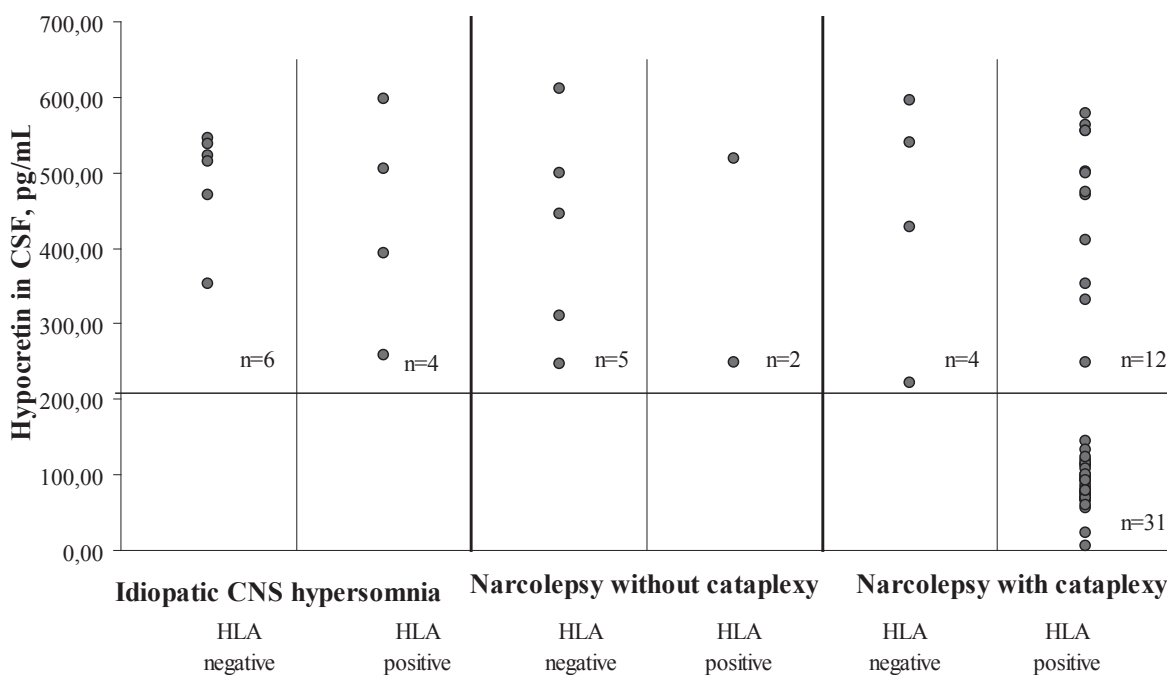 700,00
600,00
500,00
400,00
300,00
200,00
100,00
0,00
Hypocretin in CSF, pg/mL
n=6
n=4
n=5
n=2
n=4
n=12
n=31
Idiopatic CNS hypersomnia
Narcolepsy without cataplexy
Narcolepsy with cataplexy
HLA
negative
HLA
positive
HLA
negative
HLA
positive
HLA
negative
HLA
positive